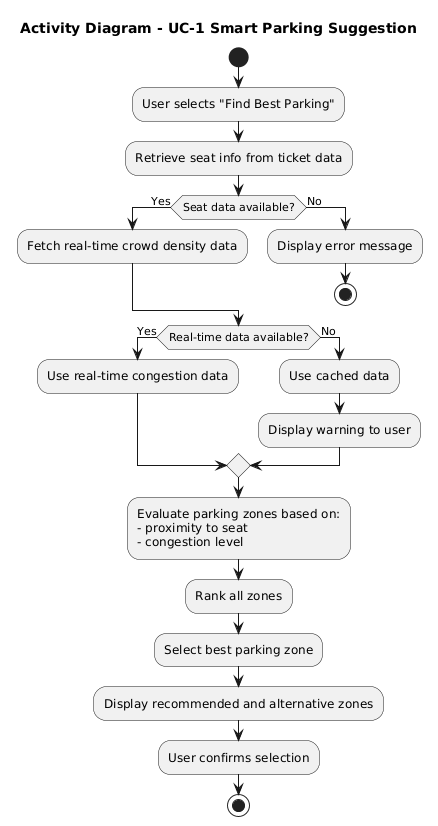 Activity Diagram - UC-1 Smart Parking Suggestion
User selects "Find Best Parking"
Retrieve seat info from ticket data
Yes
Seat data available?
No
Fetch real-time crowd density data
Display error message
Yes
Real-time data available?
No
Use real-time congestion data
Use cached data
Display warning to user
Evaluate parking zones based on:
- proximity to seat
- congestion level
Rank all zones
Select best parking zone
Display recommended and alternative zones
User confirms selection